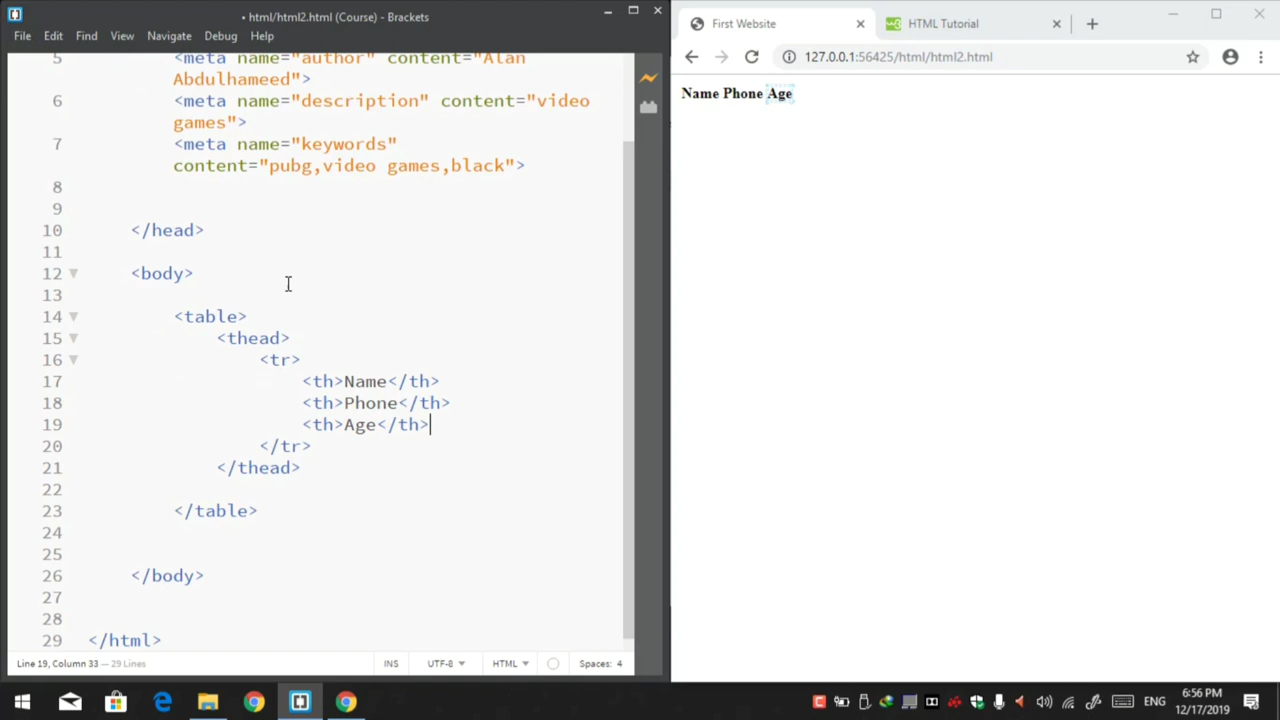 • html/html2.html (Course) - Brackets
File Edit Find View Navigate Debug Help
5 <meta name="author" content="Alan
Abdulhameed">
6 <meta name="description" content="video
games">
7 <meta name="keywords"
content="pubg,video games,black">
8
9
10 </head>
11
12 <body>
13
14 <table>
15 <thead>
16 <tr>
17 <th>Name</th>
18 <th>Phone</th>
19 <th>Age</th>
20 </tr>
21 </thead>
22
23 </table>
24
25
26 </body>
27
28
29 </html>
Line 19, Column 33 — 29 Lines
INS UTF-8 HTML Spaces: 4
First Website
HTML Tutorial
127.0.0.1:56425/html/html2.html
Name Phone Age
ENG
6:56 PM
12/17/2019